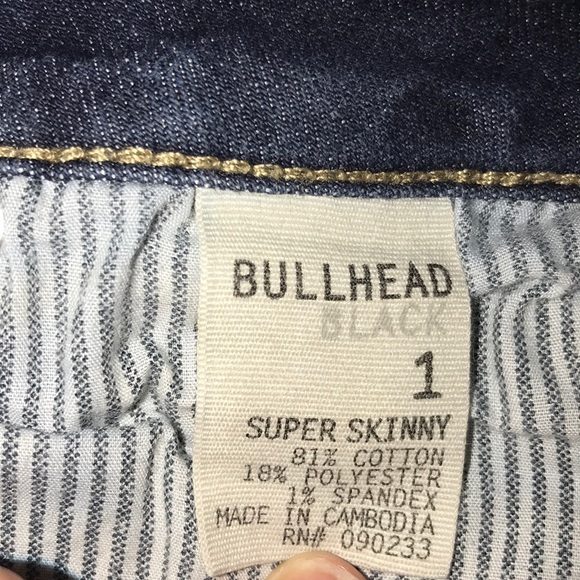 BULLHEAD
BLACK
1
SUPER SKINNY
81% COTTON
18% POLYESTER
1% SPANDEX
MADE IN CAMBODIA
RN# 090233